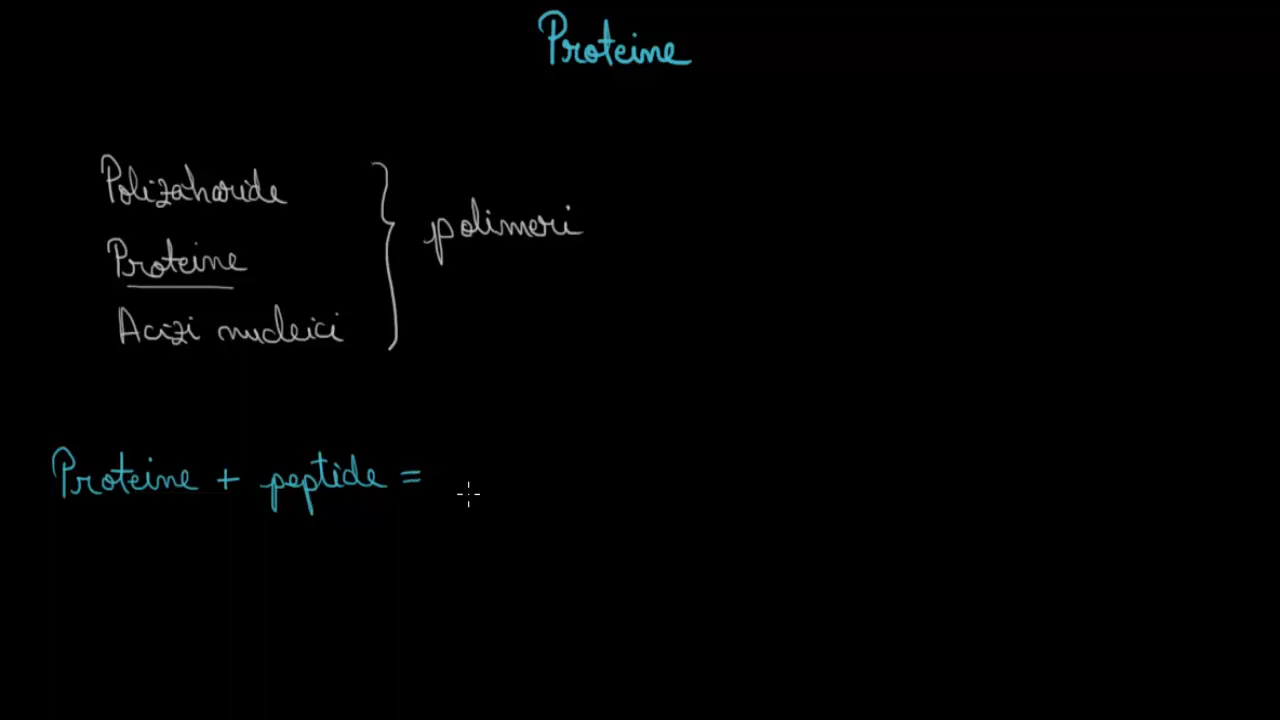 Proteine
Polizaharide
Proteine
Acizi nucleici
} polimeri
Proteine + peptide =